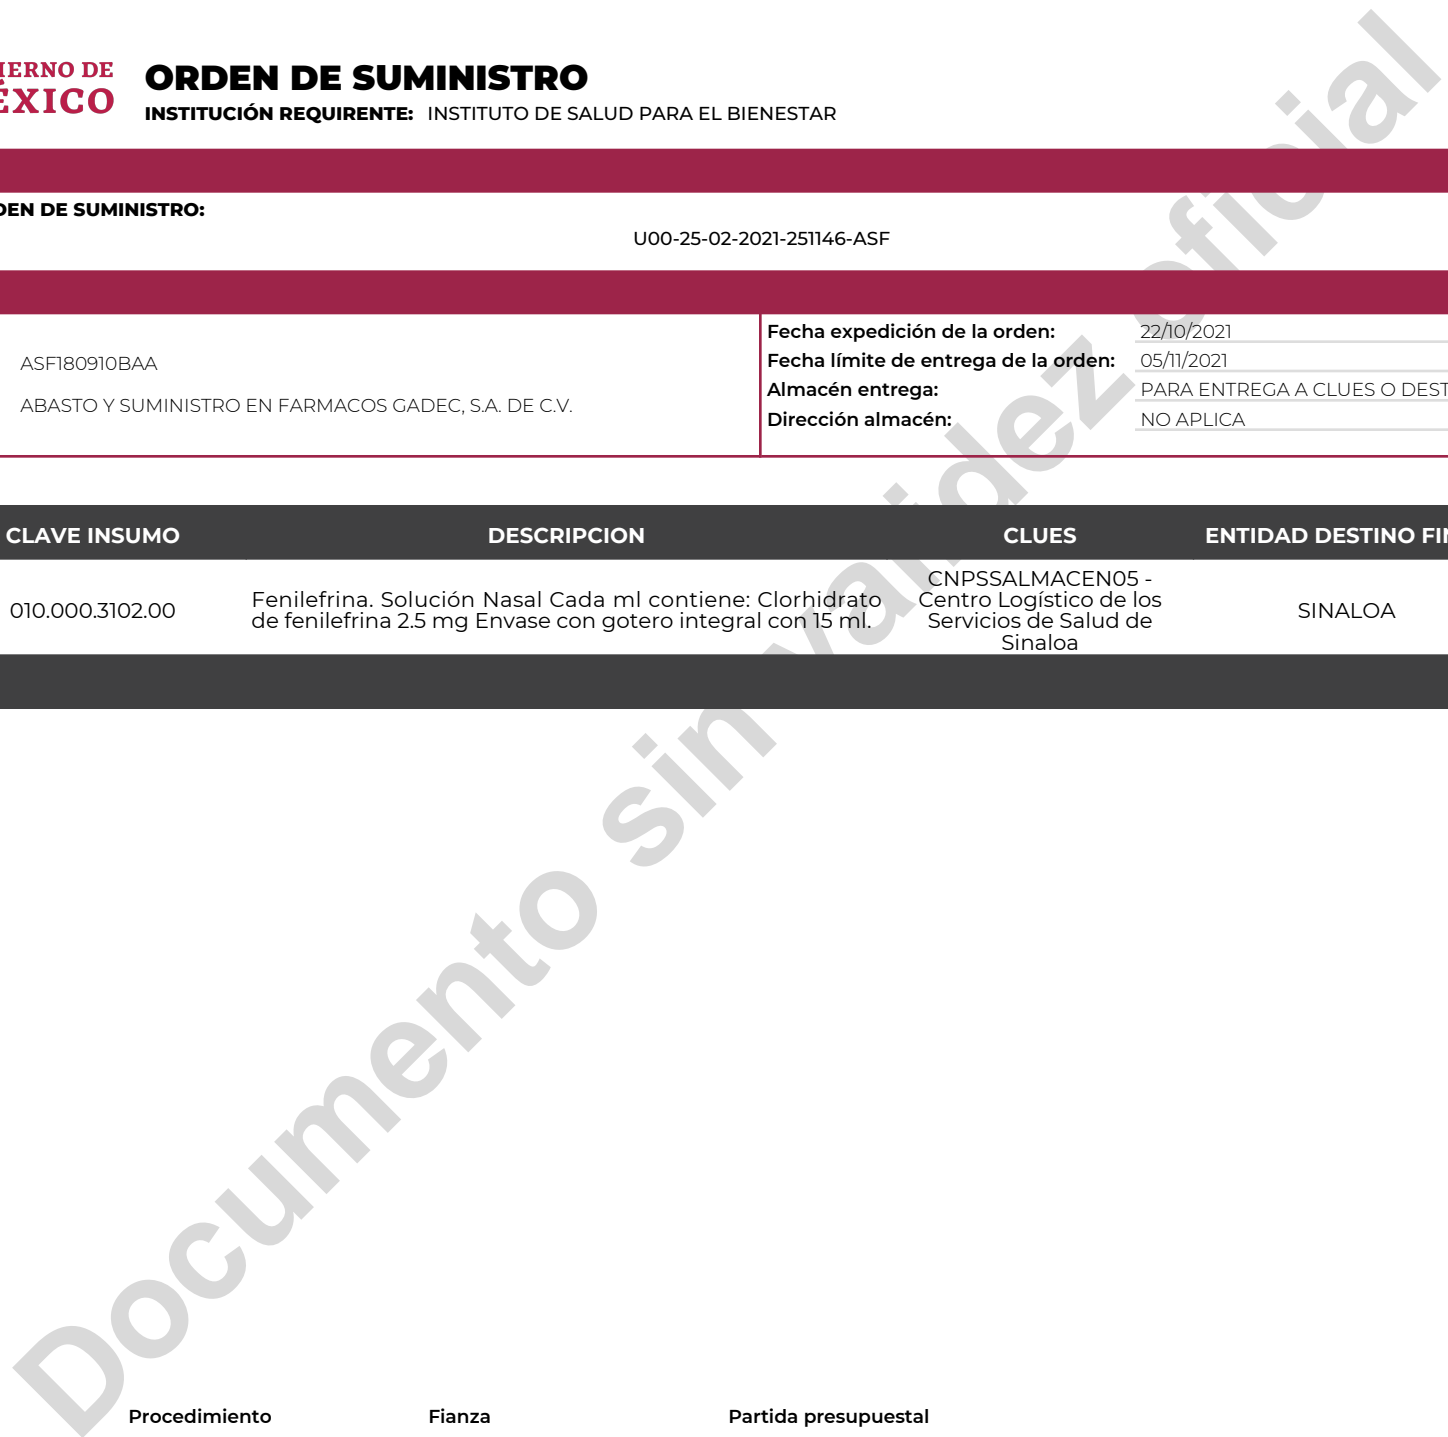 IERNO DE
ÉXICO
ORDEN DE SUMINISTRO
INSTITUCIÓN REQUIRENTE: INSTITUTO DE SALUD PARA EL BIENESTAR
DEN DE SUMINISTRO:
U00-25-02-2021-251146-ASF
ASF180910BAA
ABASTO Y SUMINISTRO EN FARMACOS GADEC, S.A. DE C.V.
Fecha expedición de la orden: 22/10/2021
Fecha límite de entrega de la orden: 05/11/2021
Almacén entrega: PARA ENTREGA A CLUES O DEST
Dirección almacén: NO APLICA
CLAVE INSUMO DESCRIPCION CLUES ENTIDAD DESTINO FIN
010.000.3102.00
Fenilefrina. Solución Nasal Cada ml contiene: Clorhidrato
de fenilefrina 2.5 mg Envase con gotero integral con 15 ml.
CNPSSALMACEN05 -
Centro Logístico de los
Servicios de Salud de
Sinaloa
SINALOA
Documento sin validez oficial
Procedimiento Fianza Partida presupuestal